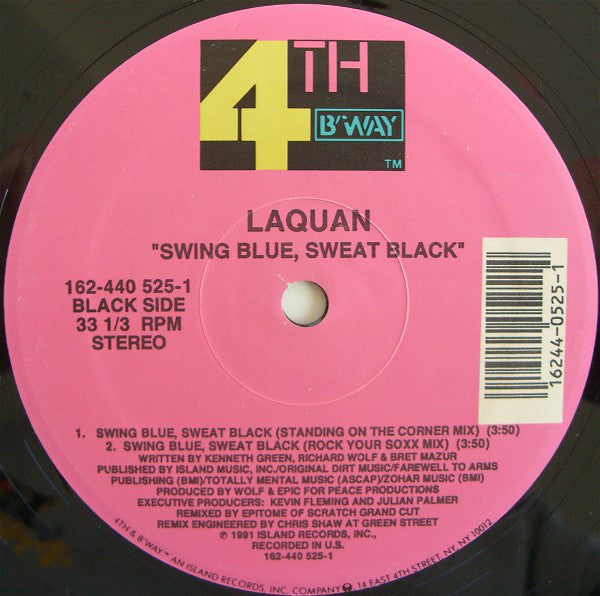 4TH
B'WAY
TM
LAQUAN
"SWING BLUE, SWEAT BLACK"
162-440 525-1
BLACK SIDE
33 1/3 RPM
STEREO
16244-0525-1
1. SWING BLUE, SWEAT BLACK (STANDING ON THE CORNER MIX) (3:50)
2. SWING BLUE, SWEAT BLACK (ROCK YOUR SOXX MIX) (3:50)
WRITTEN BY KENNETH GREEN, RICHARD WOLF & BRET MAZUR
PUBLISHED BY ISLAND MUSIC, INC./ORIGINAL DIRT MUSIC/FAREWELL TO ARMS
PUBLISHING (BMI)/TOTALLY MENTAL MUSIC (ASCAP)/ZOHAR MUSIC (BMI)
PRODUCED BY WOLF & EPIC FOR PEACE PRODUCTIONS
EXECUTIVE PRODUCERS: KEVIN FLEMING AND JULIAN PALMER
REMIXED BY EPITOME OF SCRATCH GRAND CUT
REMIX ENGINEERED BY CHRIS SHAW AT GREEN STREET
℗ 1991 ISLAND RECORDS, INC.,
RECORDED IN U.S.
162-440 525-1
4TH & B'WAY™ AN ISLAND RECORDS, INC. COMPANY, 14 EAST 4TH STREET, NY, NY 10012